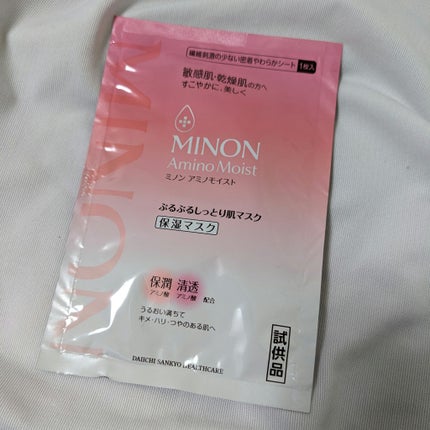 繊維刺激の少ない密着やわらかシート 1枚入
敏感肌・乾燥肌の方へ
すこやかに、美しく
MINON
MINON
Amino Moist
ミノン アミノモイスト
ぷるぷるしっとり肌マスク
保湿マスク
保潤 清透
アミノ酸 アミノ酸 配合
うるおい満ちて
キメ・ハリ・つやのある肌へ
試供品
DAIICHI SANKYO HEALTHCARE